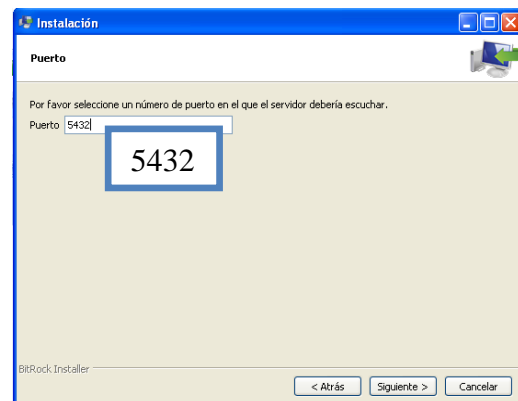 Instalación
Puerto
Por favor seleccione un número de puerto en el que el servidor debería escuchar.
Puerto 5432
5432
BitRock Installer
< Atrás Siguiente > Cancelar